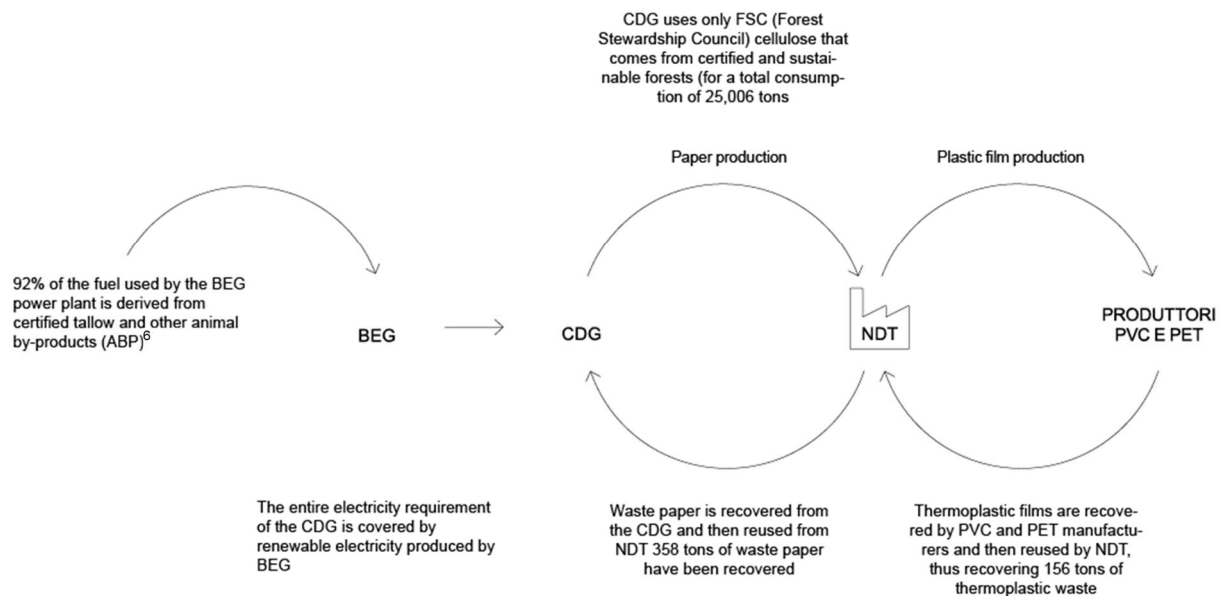 CDG uses only FSC (Forest
Stewardship Council) cellulose that
comes from certified and sustai-
nable forests (for a total consump-
tion of 25,006 tons
Paper production
Plastic film production
92% of the fuel used by the BEG
power plant is derived from
certified tallow and other animal
by-products (ABP)6
BEG
CDG
NDT
PRODUTTORI
PVC E PET
The entire electricity requirement
of the CDG is covered by
renewable electricity produced by
BEG
Waste paper is recovered from
the CDG and then reused from
NDT 358 tons of waste paper
have been recovered
Thermoplastic films are recove-
red by PVC and PET manufactu-
rers and then reused by NDT,
thus recovering 156 tons of
thermoplastic waste